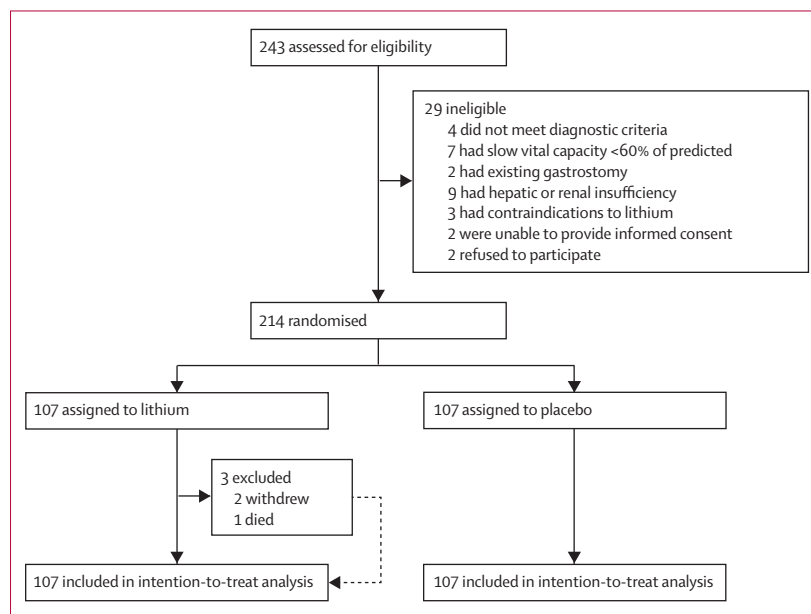 243 assessed for eligibility
29 ineligible
4 did not meet diagnostic criteria
7 had slow vital capacity <60% of predicted
2 had existing gastrostomy
9 had hepatic or renal insufficiency
3 had contraindications to lithium
2 were unable to provide informed consent
2 refused to participate
214 randomised
107 assigned to lithium
107 assigned to placebo
3 excluded
2 withdrew
1 died
107 included in intention-to-treat analysis
107 included in intention-to-treat analysis